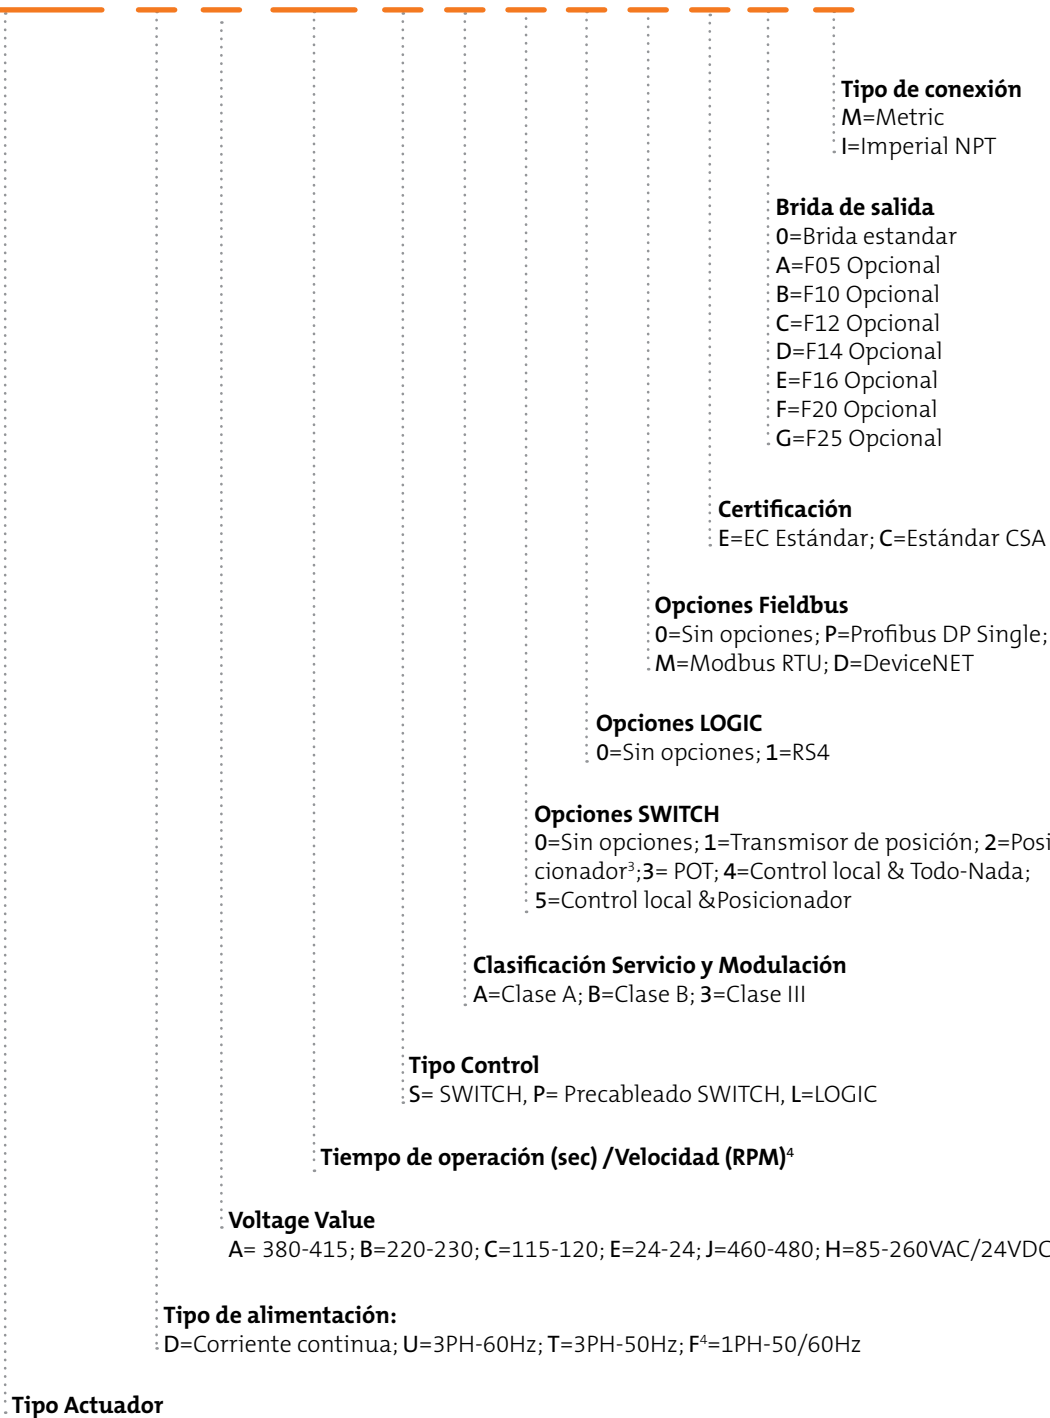 Tipo de conexión
M=Metric
I=Imperial NPT
Brida de salida
0=Brida estandar
A=F05 Opcional
B=F10 Opcional
C=F12 Opcional
D=F14 Opcional
E=F16 Opcional
F=F20 Opcional
G=F25 Opcional
Certificación
E=EC Estándar; C=Estándar CSA
Opciones Fieldbus
0=Sin opciones; P=Profibus DP Single;
M=Modbus RTU; D=DeviceNET
Opciones LOGIC
0=Sin opciones; 1=RS4
Opciones SWITCH
0=Sin opciones; 1=Transmisor de posición; 2=Posi
cionador³;3= POT; 4=Control local & Todo-Nada;
5=Control local &Posicionador
Clasificación Servicio y Modulación
A=Clase A; B=Clase B; 3=Clase III
Tipo Control
S= SWITCH, P= Precableado SWITCH, L=LOGIC
Tiempo de operación (sec) /Velocidad (RPM)⁴
Voltage Value
A= 380-415; B=220-230; C=115-120; E=24-24; J=460-480; H=85-260VAC/24VDC
Tipo de alimentación:
D=Corriente continua; U=3PH-60Hz; T=3PH-50Hz; F⁴=1PH-50/60Hz
Tipo Actuador